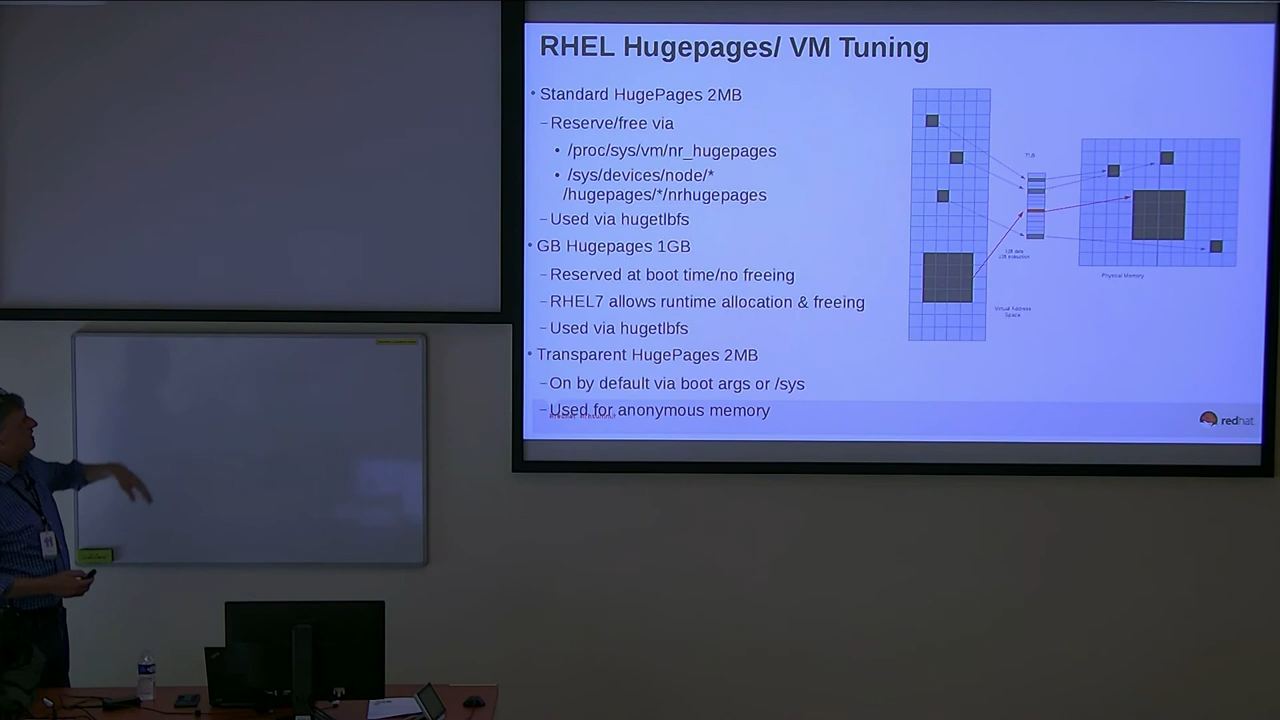 RHEL Hugepages/ VM Tuning
• Standard HugePages 2MB
–Reserve/free via
• /proc/sys/vm/nr_hugepages
• /sys/devices/node/*
/hugepages/*/nrhugepages
–Used via hugetlbfs
• GB Hugepages 1GB
–Reserved at boot time/no freeing
–RHEL7 allows runtime allocation & freeing
–Used via hugetlbfs
• Transparent HugePages 2MB
–On by default via boot args or /sys
–Used for anonymous memory
TLB
Physical Memory
Virtual Address
Space
redhat